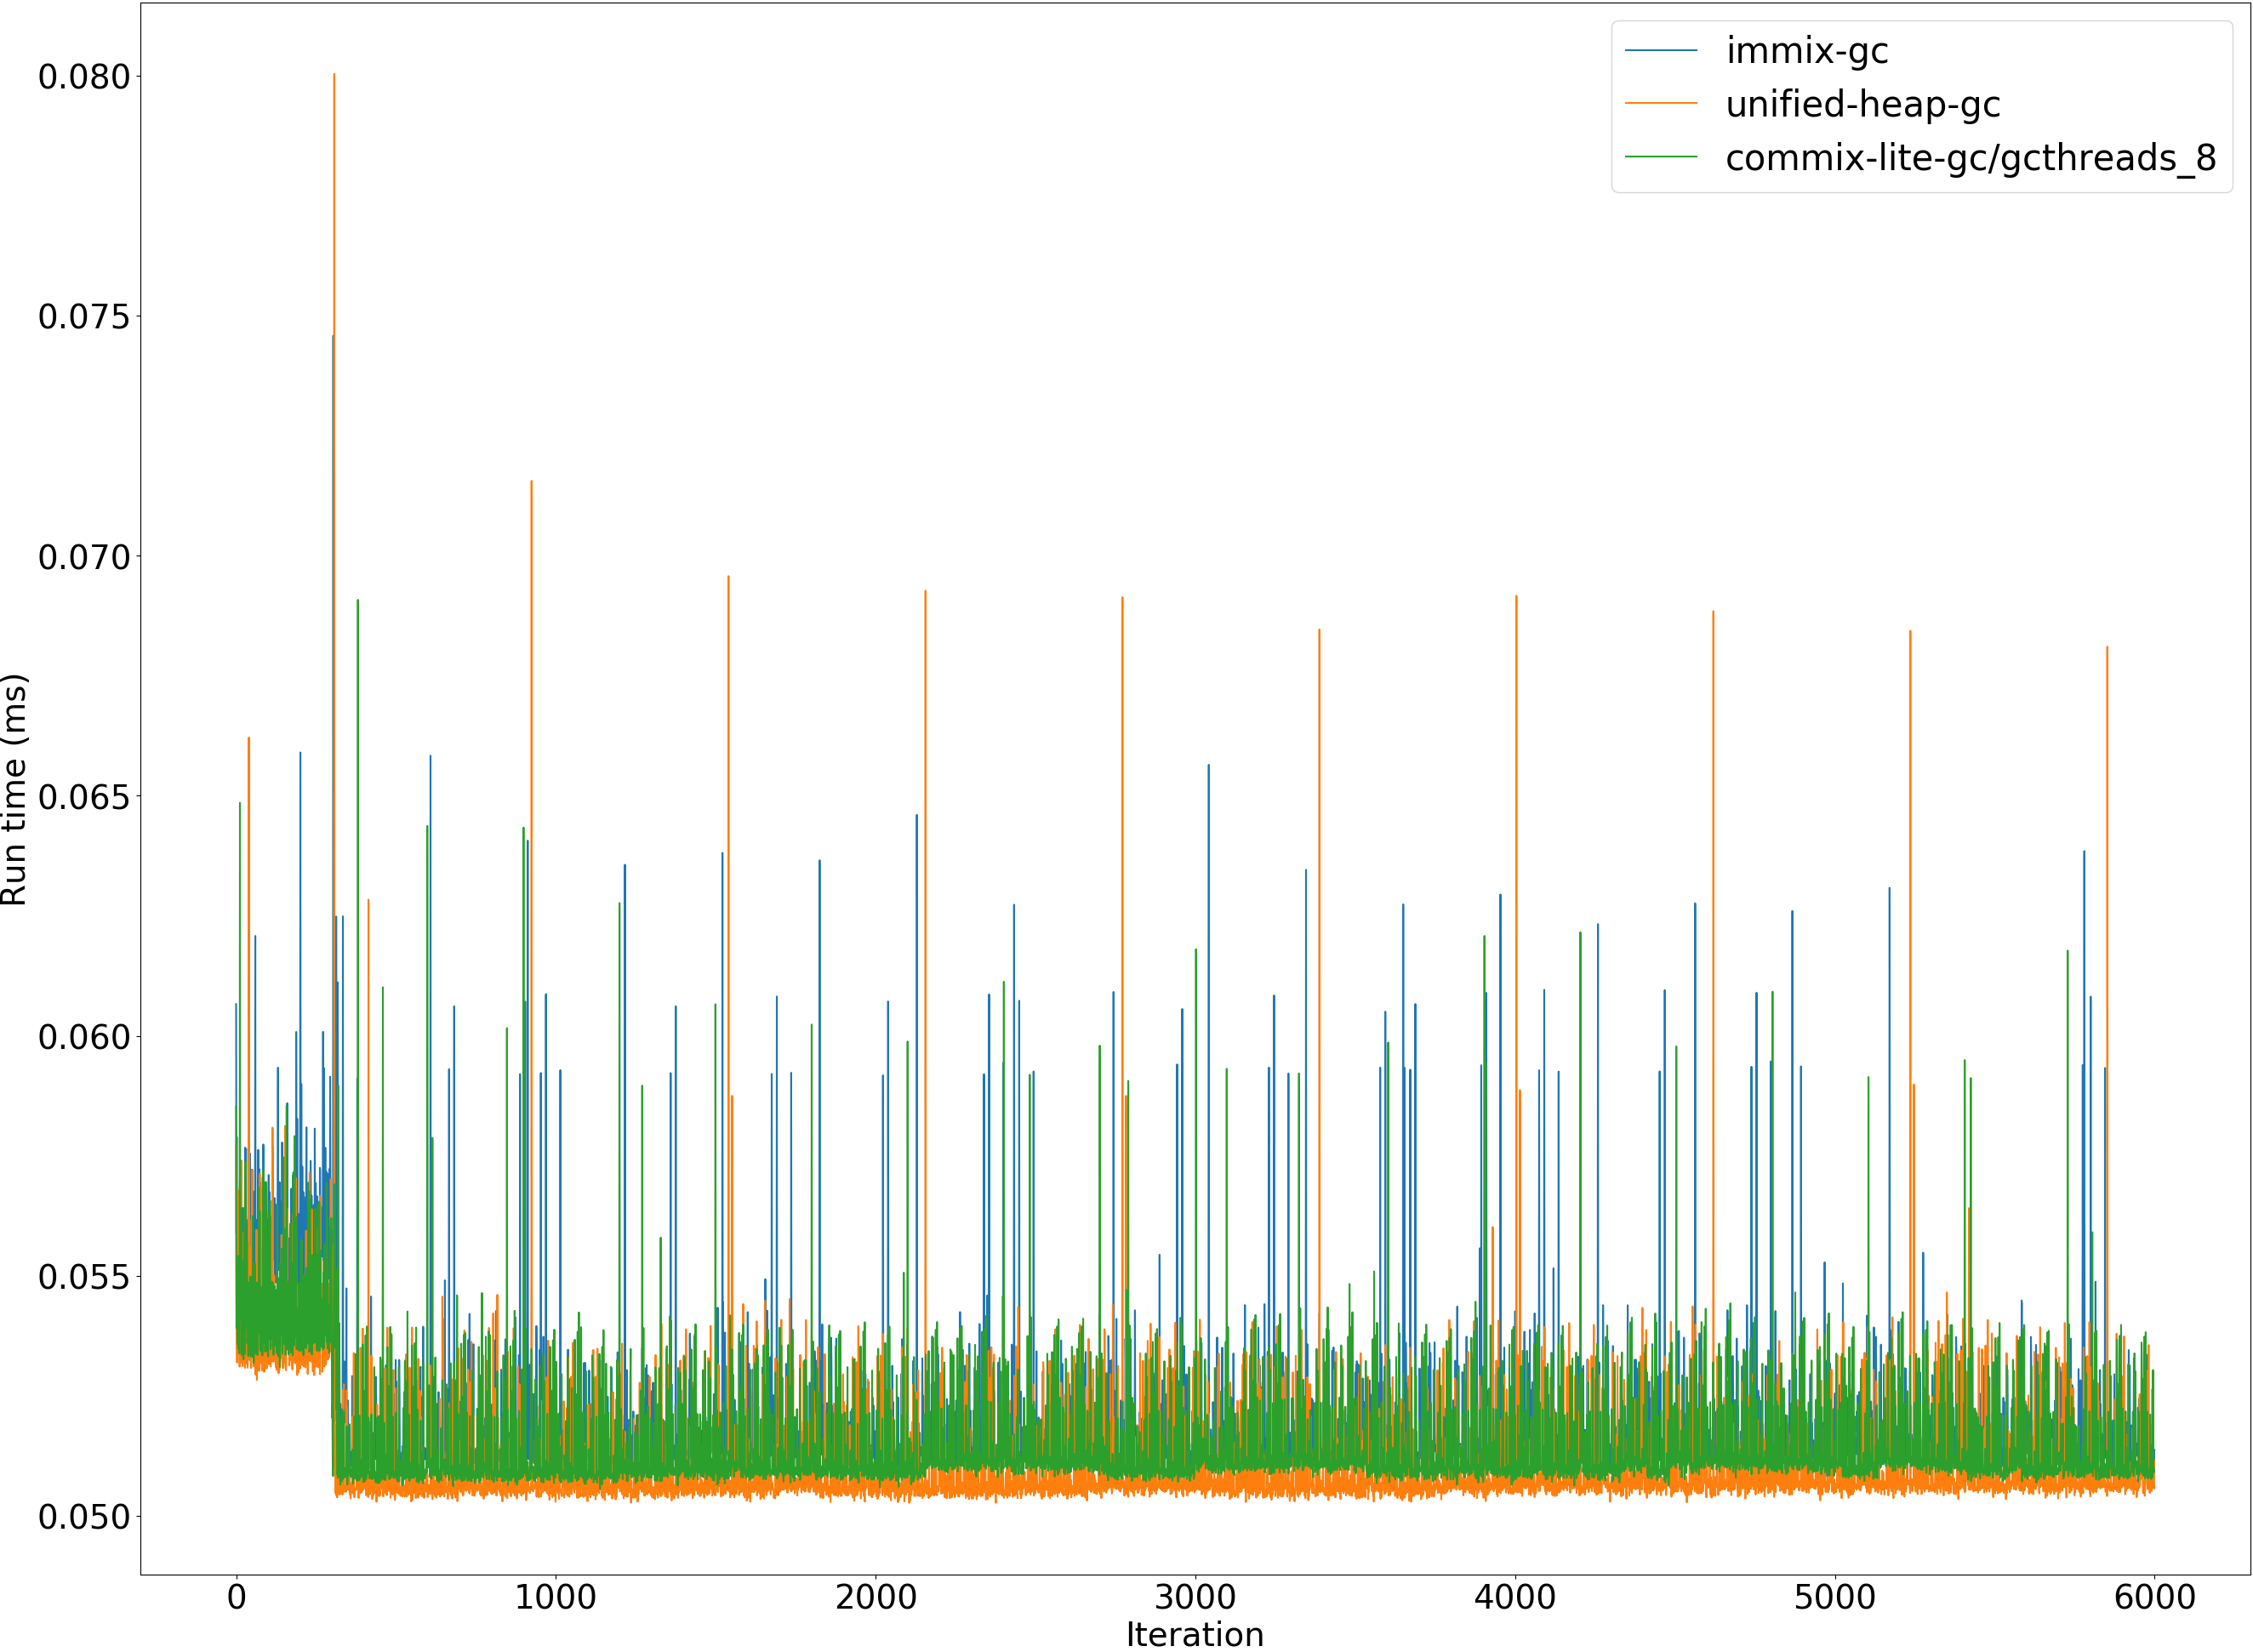 immix-gc
unified-heap-gc
commix-lite-gc/gcthreads_8
Run time (ms)
0.080
0.075
0.070
0.065
0.060
0.055
0.050
0
1000
2000
3000
4000
5000
6000
Iteration